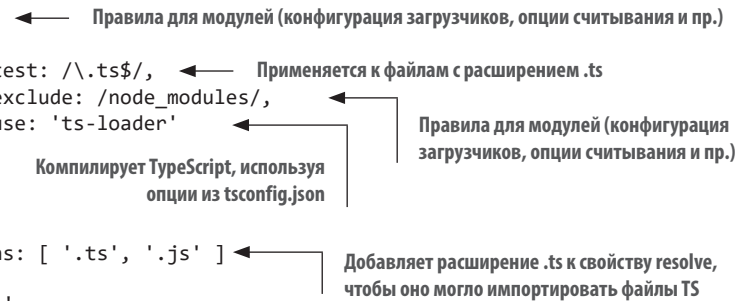 Правила для модулей (конфигурация загрузчиков, опции считывания и пр.)
test: /\.ts$/, Применяется к файлам с расширением .ts
exclude: /node_modules/,
use: 'ts-loader'
Правила для модулей (конфигурация
загрузчиков, опции считывания и пр.)
Компилирует TypeScript, используя
опции из tsconfig.json
ns: [ '.ts', '.js' ]
Добавляет расширение .ts к свойству resolve,
чтобы оно могло импортировать файлы TS